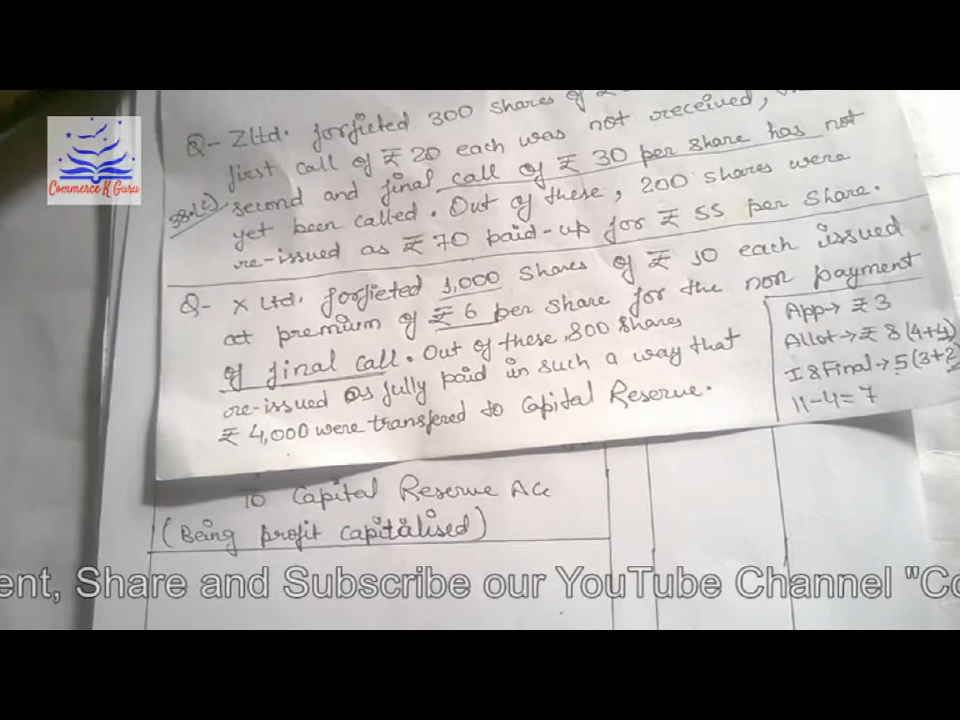 Q- Z Ltd. forfieted 300 shares of
first call of ₹ 20 each was not received,
second and final call of ₹ 30 per share has not
yet been called. Out of these, 200 shares were
re-issued as ₹ 70 paid-up for ₹ 55 per share.
Q- X Ltd. forfieted 1,000 shares of ₹ 10 each issued
at premium of ₹ 6 per share for the non payment
of final call. Out of these, 800 shares
re-issued as fully paid in such a way that
₹ 4,000 were transfered to Capital Reserve.
App→ ₹ 3
Allot→ ₹ 8 (4+4)
I & Final → 5 (3+2
11-4=7
To Capital Reserve A/c
(Being profit capitalised)
Commerce K Guru
ent, Share and Subscribe our YouTube Channel "Co